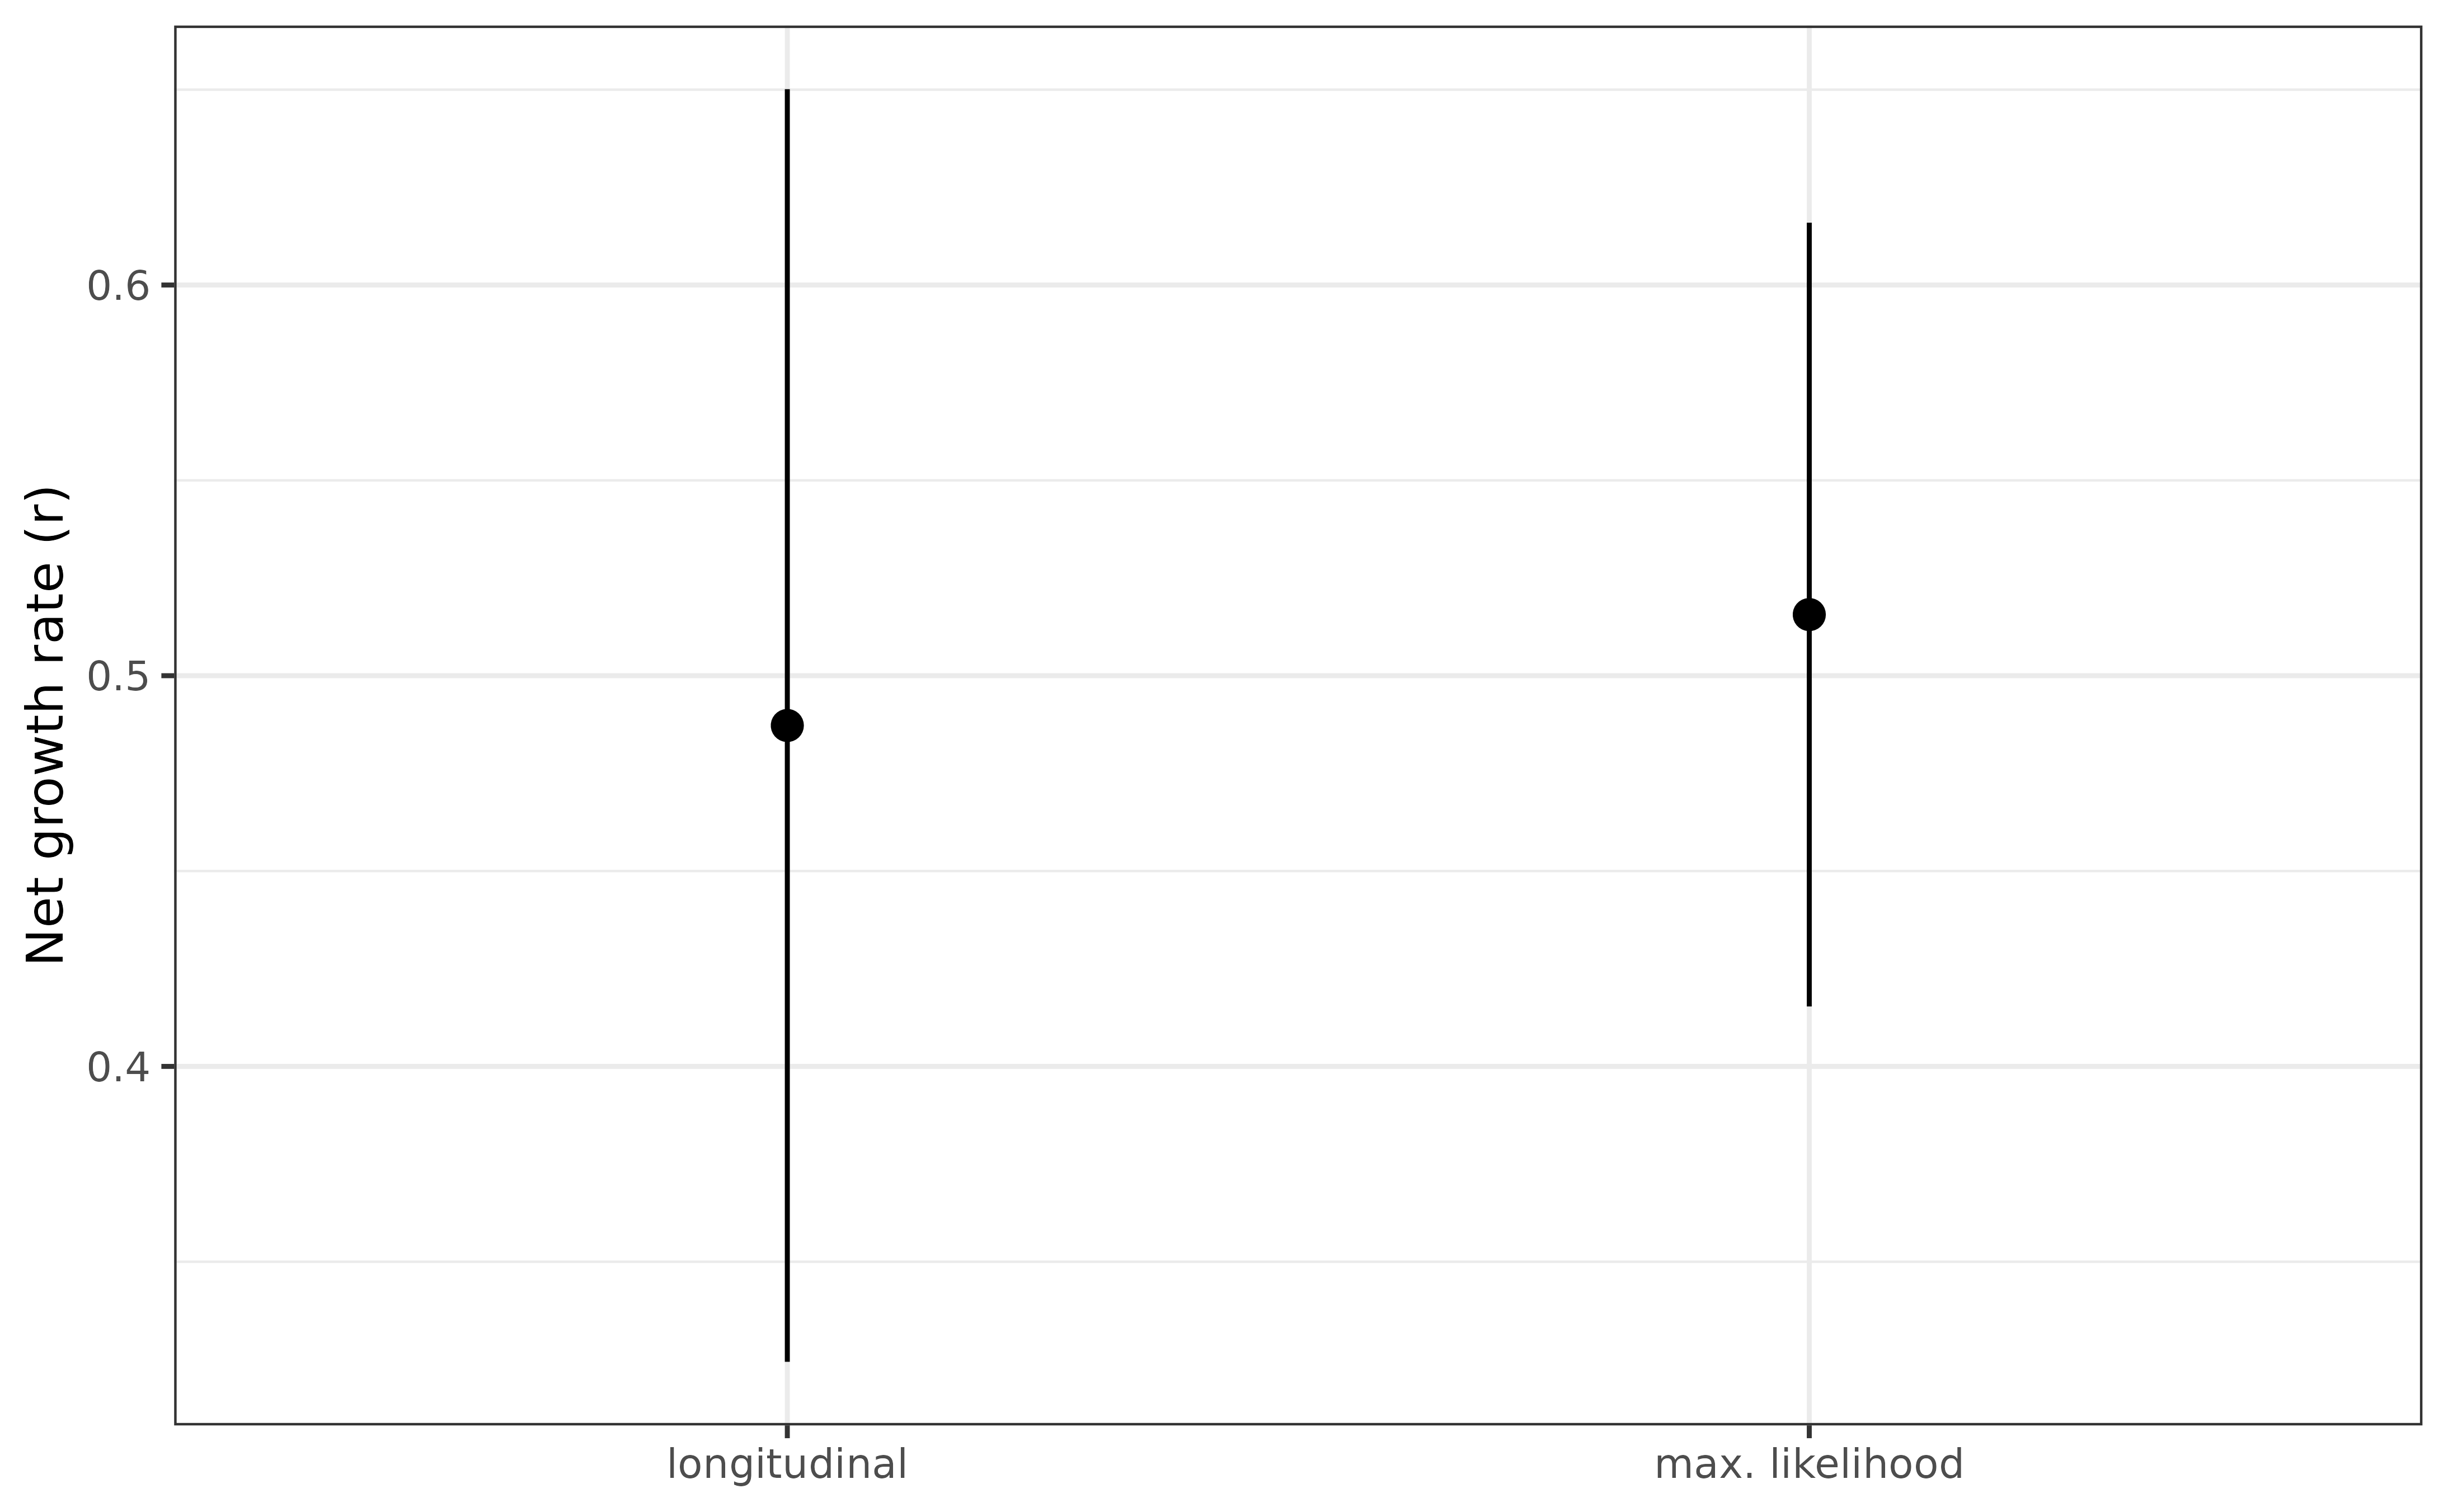 Net growth rate (r)
0.6
0.5
0.4
longitudinal
max. likelihood